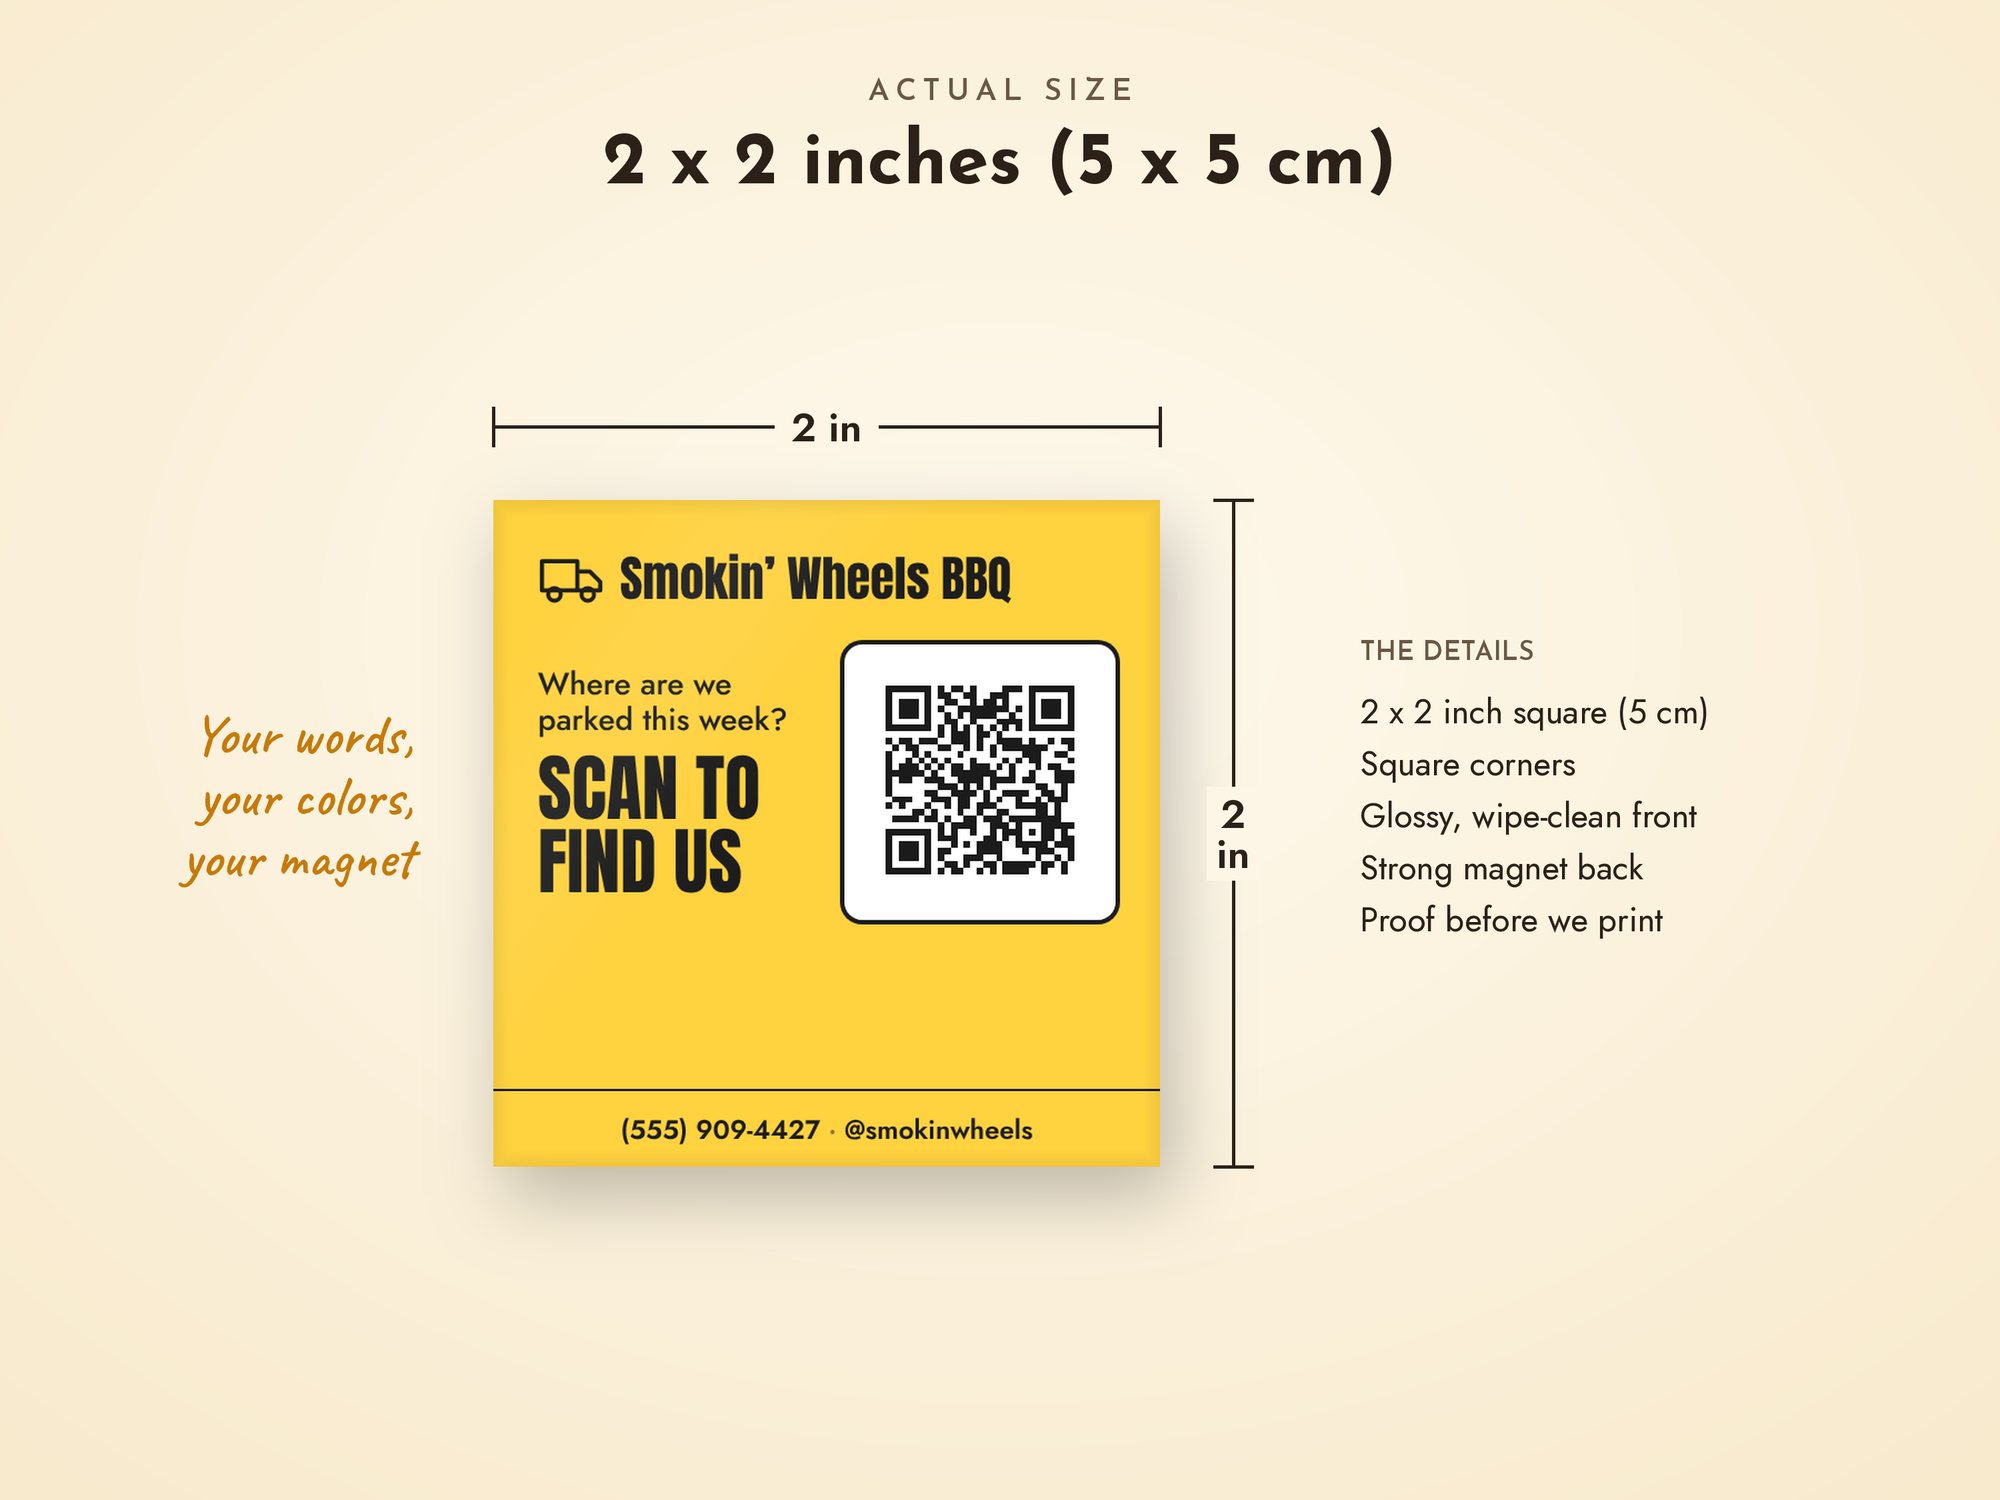 ACTUAL SIZE
2 x 2 inches (5 x 5 cm)
2 in
Smokin’ Wheels BBQ
Where are we
parked this week?
SCAN TO
FIND US
(555) 909-4427 · @smokinwheels
Your words,
your colors,
your magnet
2
in
THE DETAILS
2 x 2 inch square (5 cm)
Square corners
Glossy, wipe-clean front
Strong magnet back
Proof before we print